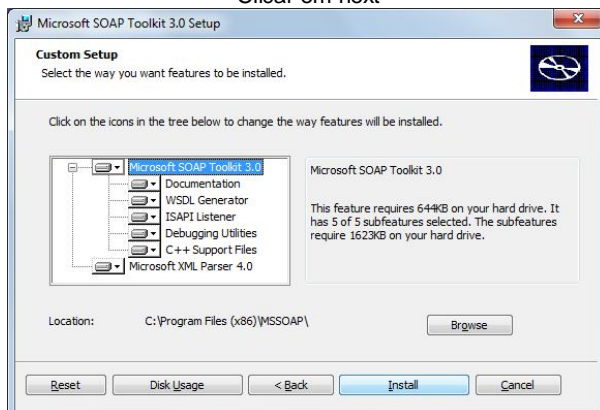 Clicar em next
Microsoft SOAP Toolkit 3.0 Setup
Custom Setup
Select the way you want features to be installed.
Click on the icons in the tree below to change the way features will be installed.
Microsoft SOAP Toolkit 3.0
Documentation
WSDL Generator
ISAPI Listener
Debugging Utilities
C++ Support Files
Microsoft XML Parser 4.0
Microsoft SOAP Toolkit 3.0
This feature requires 644KB on your hard drive. It
has 5 of 5 subfeatures selected. The subfeatures
require 1623KB on your hard drive.
Location: C:\Program Files (x86)\MSSOAP\
Browse
Reset Disk Usage < Back Install Cancel